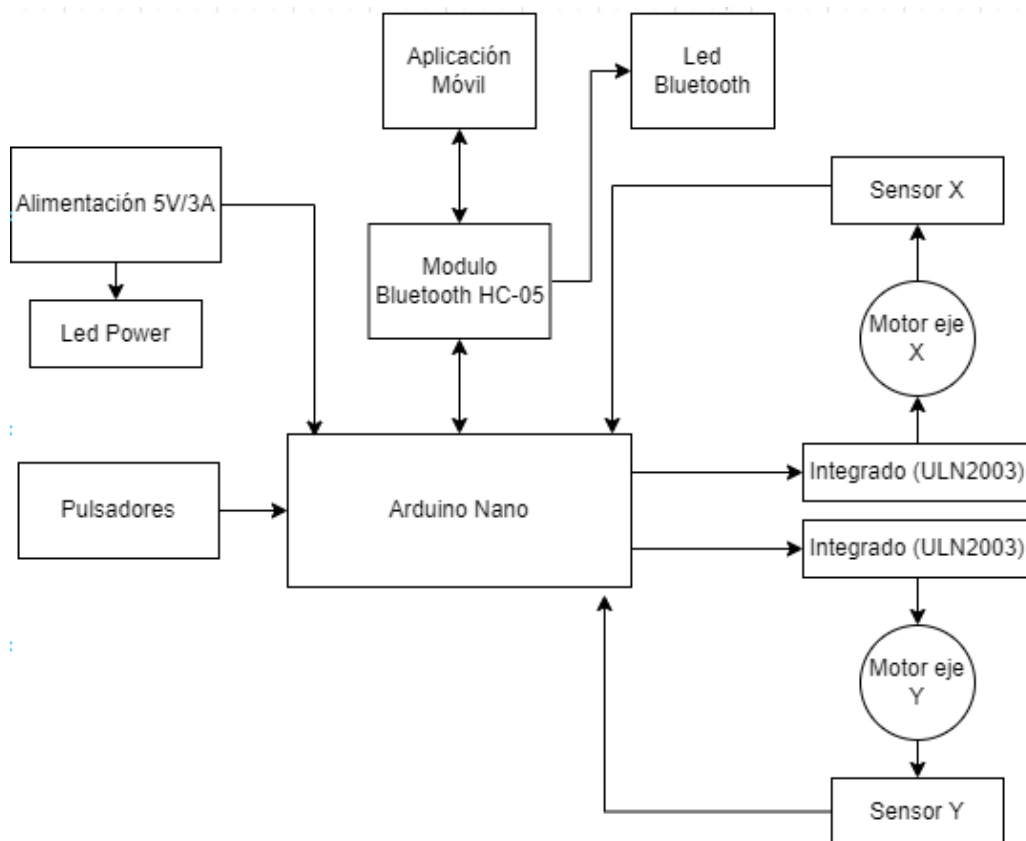 Aplicación
Móvil
Led
Bluetooth
Alimentación 5V/3A
Sensor X
Modulo
Bluetooth HC-05
Led Power
Motor eje
X
Pulsadores
Arduino Nano
Integrado (ULN2003)
Integrado (ULN2003)
Motor eje
Y
Sensor Y